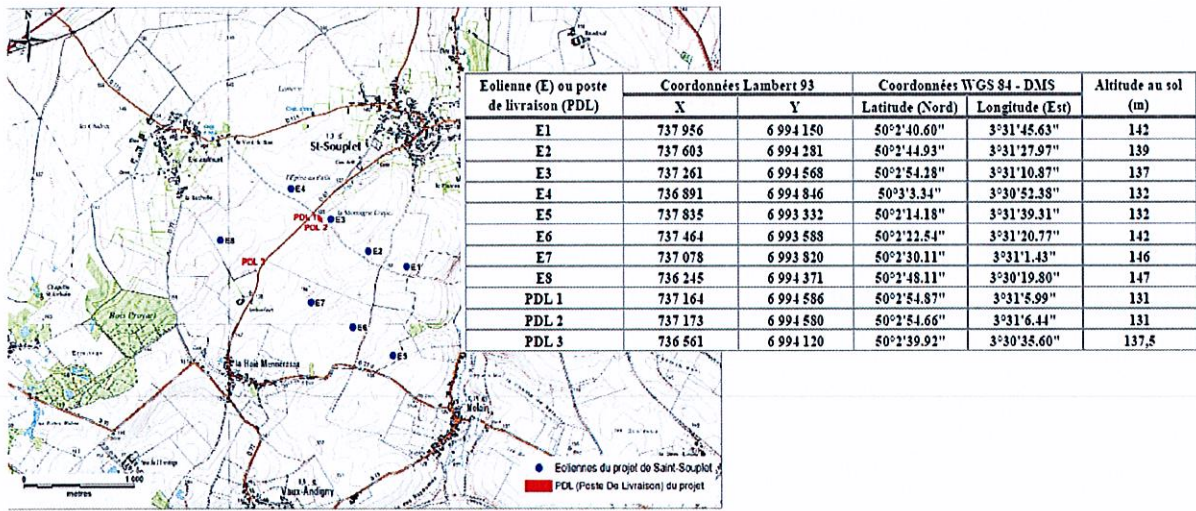 N
St-Souplet
E4
PDL 1
E3
la Montagne
PDL 2
E8
E2
E1
PDL 3
E7
E6
E5
Bois Proyart
la Haie Menneresse
Molain
Vaux-Andigny
0 1 000
metres
Eoliennes du projet de Saint-Souplet
PDL (Poste De Livraison) du projet
Eolienne (E) ou poste de livraison (PDL) Coordonnées Lambert 93 Coordonnées WGS 84 - DMS Altitude au sol (m)
X Y Latitude (Nord) Longitude (Est)
E1 737 956 6 994 150 50°2'40.60" 3°31'45.63" 142
E2 737 603 6 994 281 50°2'44.93" 3°31'27.97" 139
E3 737 261 6 994 568 50°2'54.28" 3°31'10.87" 137
E4 736 891 6 994 846 50°3'3.34" 3°30'52.38" 132
E5 737 835 6 993 332 50°2'14.18" 3°31'39.31" 132
E6 737 464 6 993 588 50°2'22.54" 3°31'20.77" 142
E7 737 078 6 993 820 50°2'30.11" 3°31'1.43" 146
E8 736 245 6 994 371 50°2'48.11" 3°30'19.80" 147
PDL 1 737 164 6 994 586 50°2'54.87" 3°31'5.99" 131
PDL 2 737 173 6 994 580 50°2'54.66" 3°31'6.44" 131
PDL 3 736 561 6 994 120 50°2'39.92" 3°30'35.60" 137,5